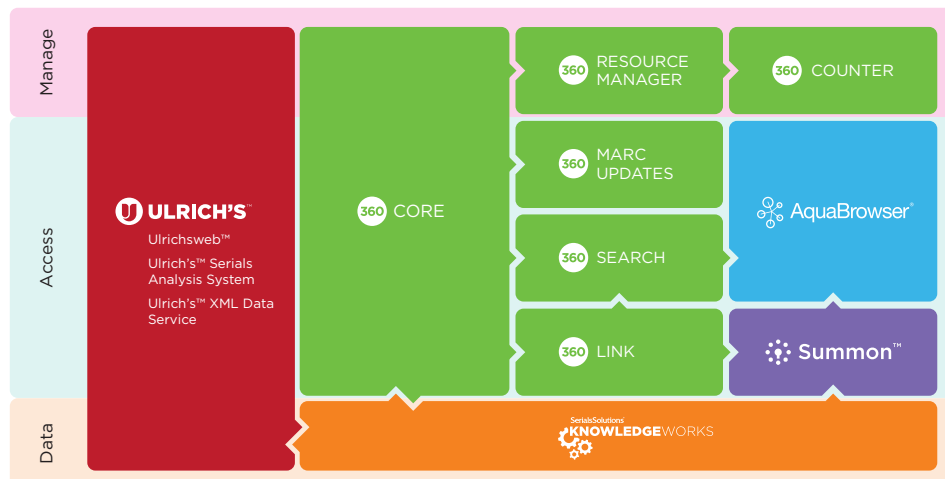 Manage
Access
Data
ULRICH'S™
Ulrichsweb™
Ulrich's™ Serials
Analysis System
Ulrich's™ XML Data
Service
360 CORE
360 RESOURCE
MANAGER
360 COUNTER
360 MARC
UPDATES
360 SEARCH
360 LINK
AquaBrowser®
Summon™
SerialsSolutions®
KNOWLEDGEWORKS